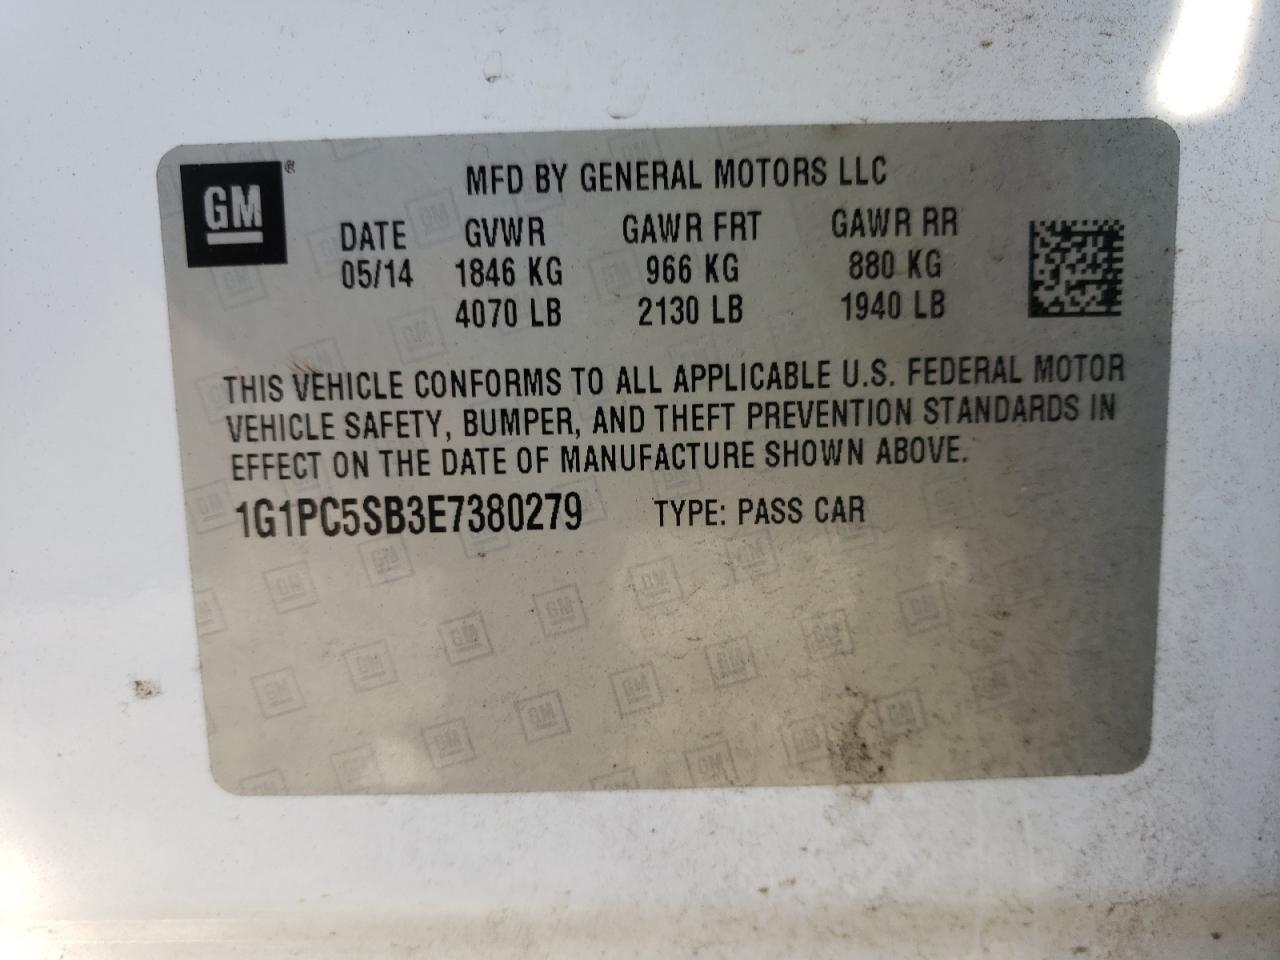 GM ®
MFD BY GENERAL MOTORS LLC
DATE GVWR GAWR FRT GAWR RR
05/14 1846 KG 966 KG 880 KG
4070 LB 2130 LB 1940 LB
THIS VEHICLE CONFORMS TO ALL APPLICABLE U.S. FEDERAL MOTOR
VEHICLE SAFETY, BUMPER, AND THEFT PREVENTION STANDARDS IN
EFFECT ON THE DATE OF MANUFACTURE SHOWN ABOVE.
1G1PC5SB3E7380279 TYPE: PASS CAR